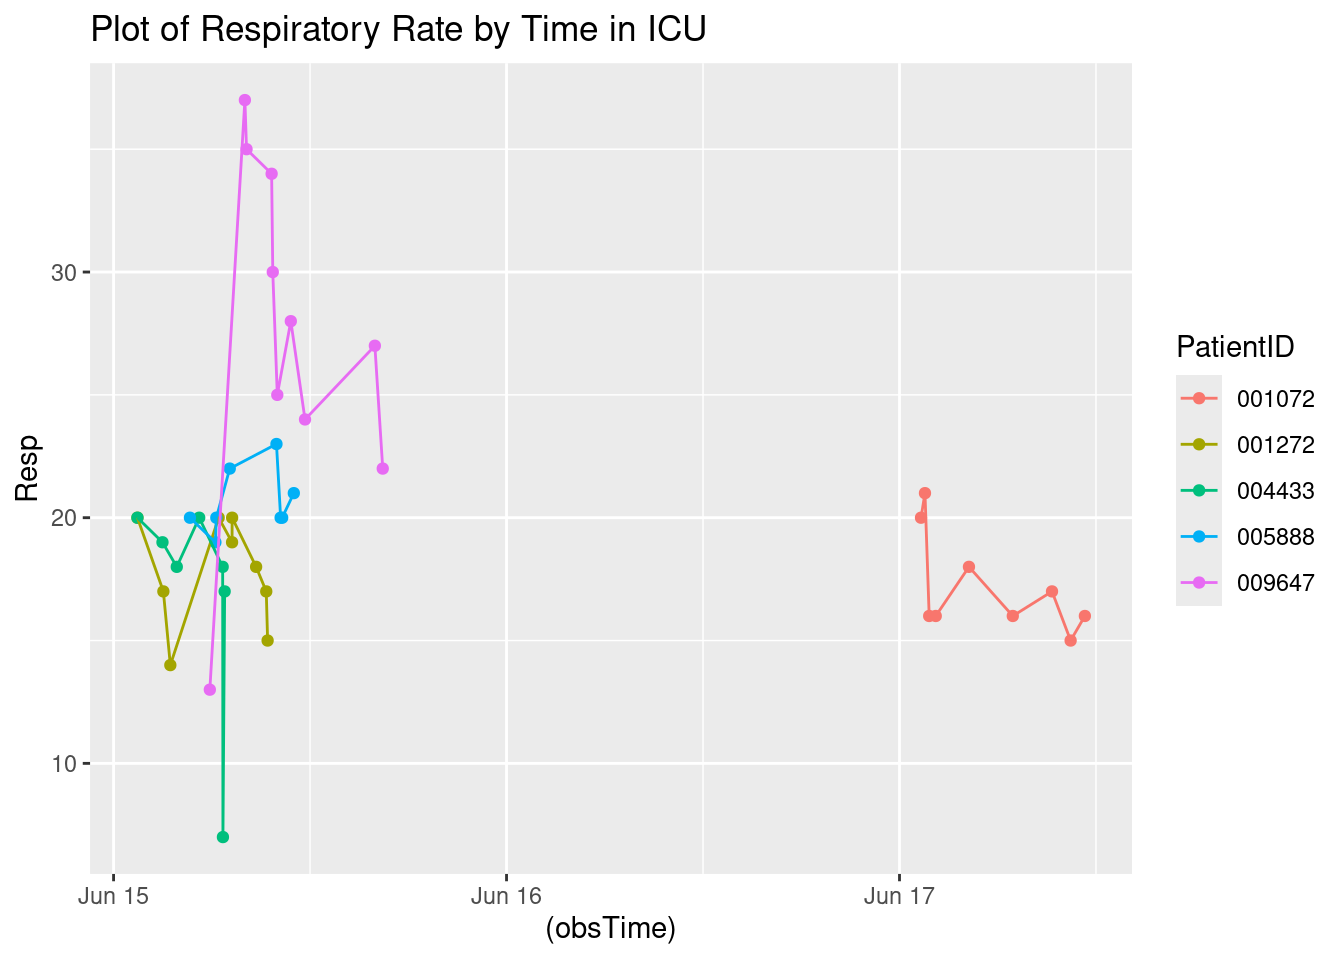 Plot of Respiratory Rate by Time in ICU
Resp
30
20
10
Jun 15
Jun 16
Jun 17
(obsTime)
PatientID
001072
001272
004433
005888
009647